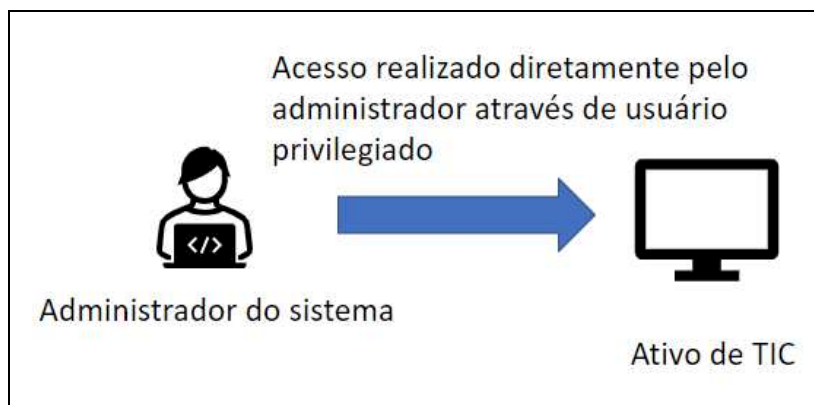 Acesso realizado diretamente pelo
administrador através de usuário
privilegiado
</>
Administrador do sistema
Ativo de TIC